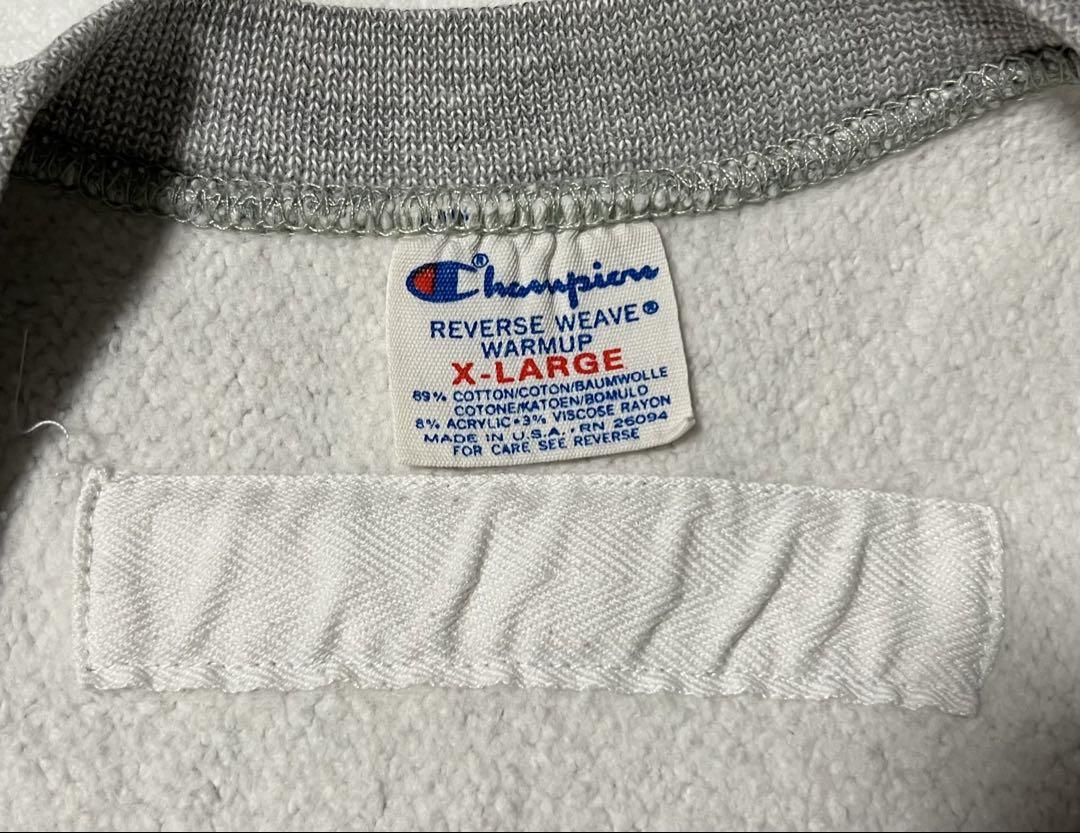 Champion®
REVERSE WEAVE®
WARMUP
X-LARGE
89% COTTON/COTON/BAUMWOLLE
COTONE/KATOEN/BOMULD
8% ACRYLIC•3% VISCOSE RAYON
MADE IN U.S.A.•RN 26094
FOR CARE SEE REVERSE